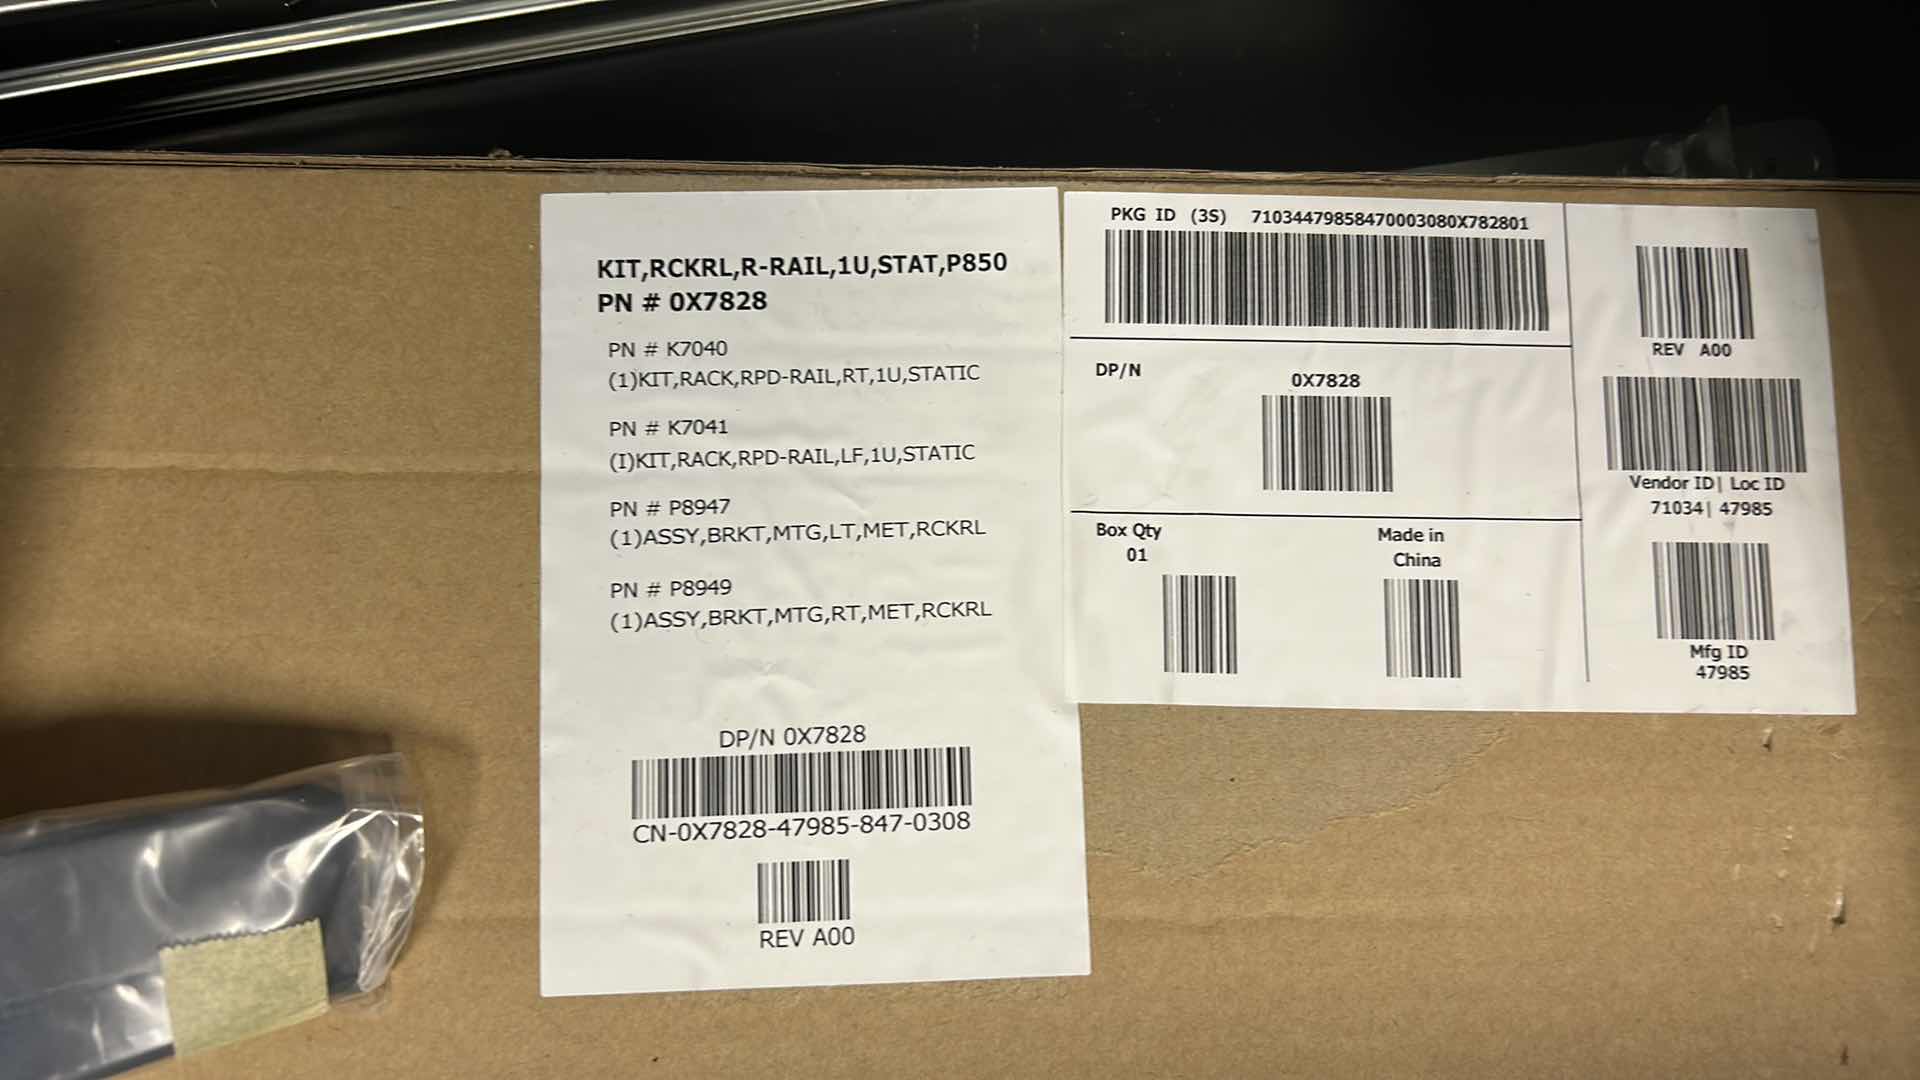 KIT,RCKRL,R-RAIL,1U,STAT,P850
PN # 0X7828
PN # K7040
(1)KIT,RACK,RPD-RAIL,RT,1U,STATIC
PN # K7041
(I)KIT,RACK,RPD-RAIL,LF,1U,STATIC
PN # P8947
(1)ASSY,BRKT,MTG,LT,MET,RCKRL
PN # P8949
(1)ASSY,BRKT,MTG,RT,MET,RCKRL
DP/N 0X7828
CN-0X7828-47985-847-0308
REV A00
PKG ID (3S) 71034479858470003080X782801
DP/N
0X7828
Box Qty
01
Made in
China
REV A00
Vendor ID| Loc ID
71034| 47985
Mfg ID
47985